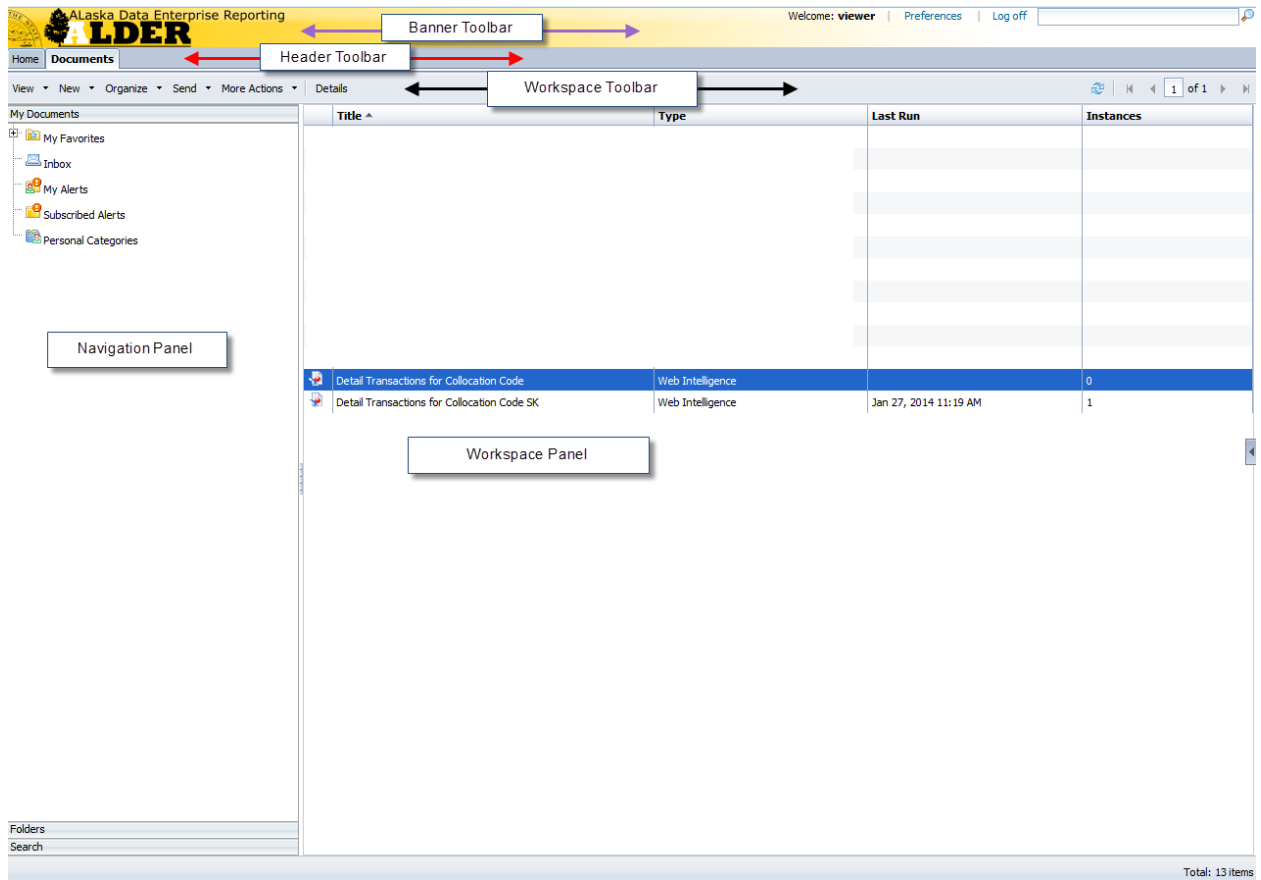 ALaska Data Enterprise Reporting
ALDER
Banner Toolbar
Welcome: viewer | Preferences | Log off
Home Documents
Header Toolbar
View New Organize Send More Actions Details
Workspace Toolbar
1 of 1
My Documents
Title Type Last Run Instances
My Favorites
Inbox
My Alerts
Subscribed Alerts
Personal Categories
Navigation Panel
Detail Transactions for Collocation Code Web Intelligence 0
Detail Transactions for Collocation Code SK Web Intelligence Jan 27, 2014 11:19 AM 1
Workspace Panel
Folders
Search
Total: 13 items